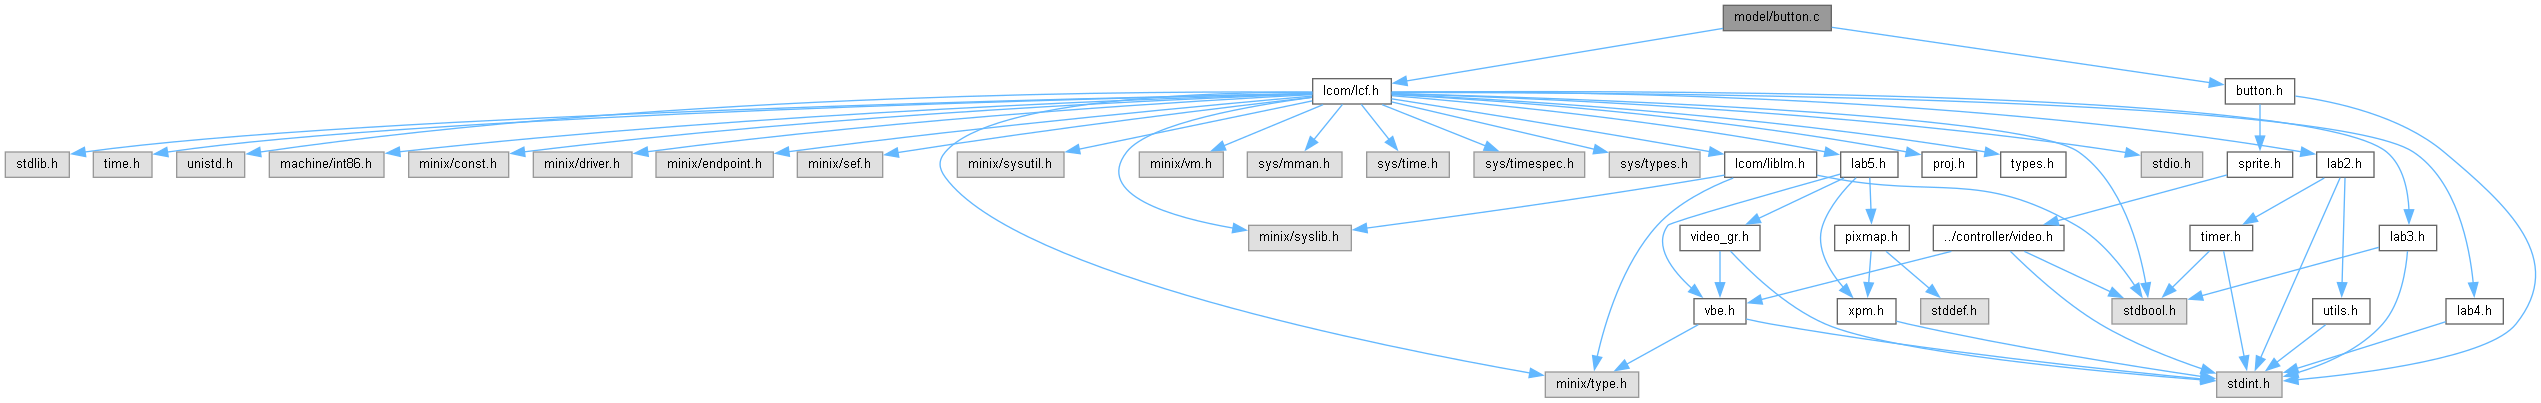 model/button.c
lcom/lcf.h
button.h
stdlib.h
time.h
unistd.h
machine/int86.h
minix/const.h
minix/driver.h
minix/endpoint.h
minix/sef.h
minix/sysutil.h
minix/vm.h
sys/mman.h
sys/time.h
sys/timespec.h
sys/types.h
lcom/liblm.h
lab5.h
proj.h
types.h
stdio.h
sprite.h
lab2.h
minix/syslib.h
video_gr.h
pixmap.h
../controller/video.h
timer.h
lab3.h
vbe.h
xpm.h
stddef.h
stdbool.h
utils.h
lab4.h
minix/type.h
stdint.h